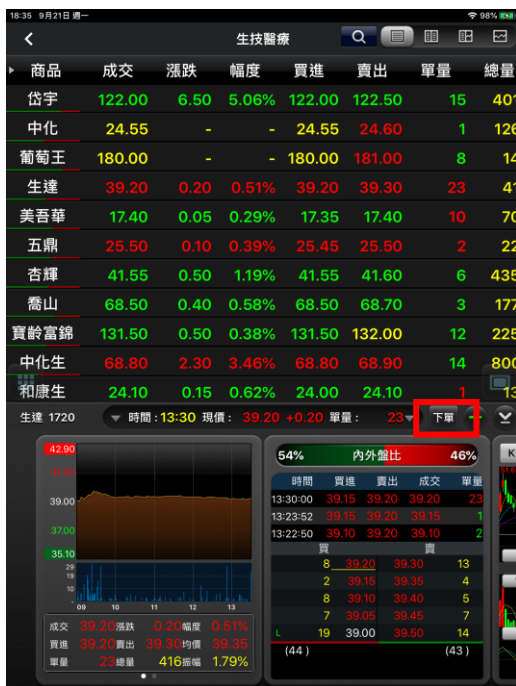 18:35 9月21日 週一 98%
生技醫療
商品 成交 漲跌 幅度 買進 賣出 單量 總量
岱宇 122.00 6.50 5.06% 122.00 122.50 15 401
中化 24.55 - - 24.55 24.60 1 126
葡萄王 180.00 - - 180.00 181.00 8 14
生達 39.20 0.20 0.51% 39.20 39.30 23 41
美吾華 17.40 0.05 0.29% 17.35 17.40 10 70
五鼎 25.50 0.10 0.39% 25.45 25.50 2 22
杏輝 41.55 0.50 1.19% 41.55 41.60 6 435
喬山 68.50 0.40 0.58% 68.50 68.70 3 177
寶齡富錦 131.50 0.50 0.38% 131.50 132.00 12 225
中化生 68.80 2.30 3.46% 68.80 68.90 14 800
和康生 24.10 0.15 0.62% 24.00 24.10 1 13
生達 1720 時間:13:30 現價: 39.20 +0.20 單量: 23 下單
42.90
41.00
39.00
37.00
35.10
29
19
10
09 10 11 12 13
成交 39.20 漲跌 0.20 幅度 0.51%
買進 39.20 賣出 39.30 均價 39.35
單量 23 總量 416 振幅 1.79%
54% 內外盤比 46%
時間 買進 賣出 成交 單量
13:30:00 39.15 39.20 39.20 23
13:23:52 39.15 39.20 39.15 1
13:22:50 39.10 39.20 39.10 2
買 賣
8 39.20 39.30 13
2 39.15 39.35 4
8 39.10 39.40 5
7 39.05 39.45 7
L 19 39.00 39.50 14
(44) (43)
K